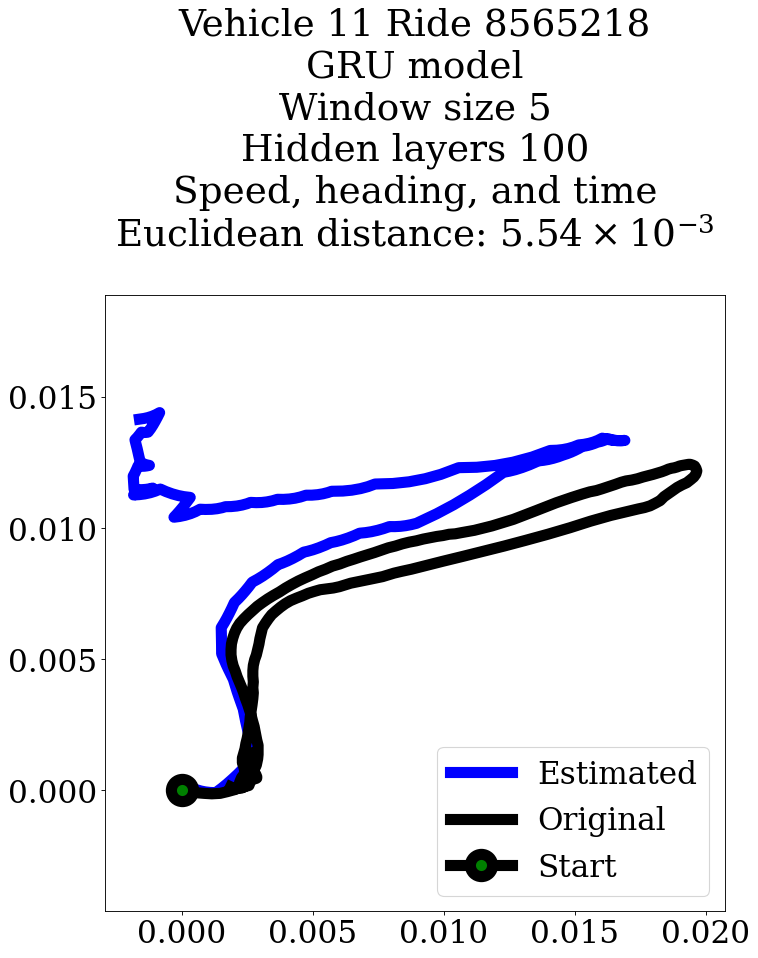 Vehicle 11 Ride 8565218
GRU model
Window size 5
Hidden layers 100
Speed, heading, and time
Euclidean distance: 5.54 × 10⁻³
0.015
0.010
0.005
0.000
Estimated
Original
Start
0.000 0.005 0.010 0.015 0.020